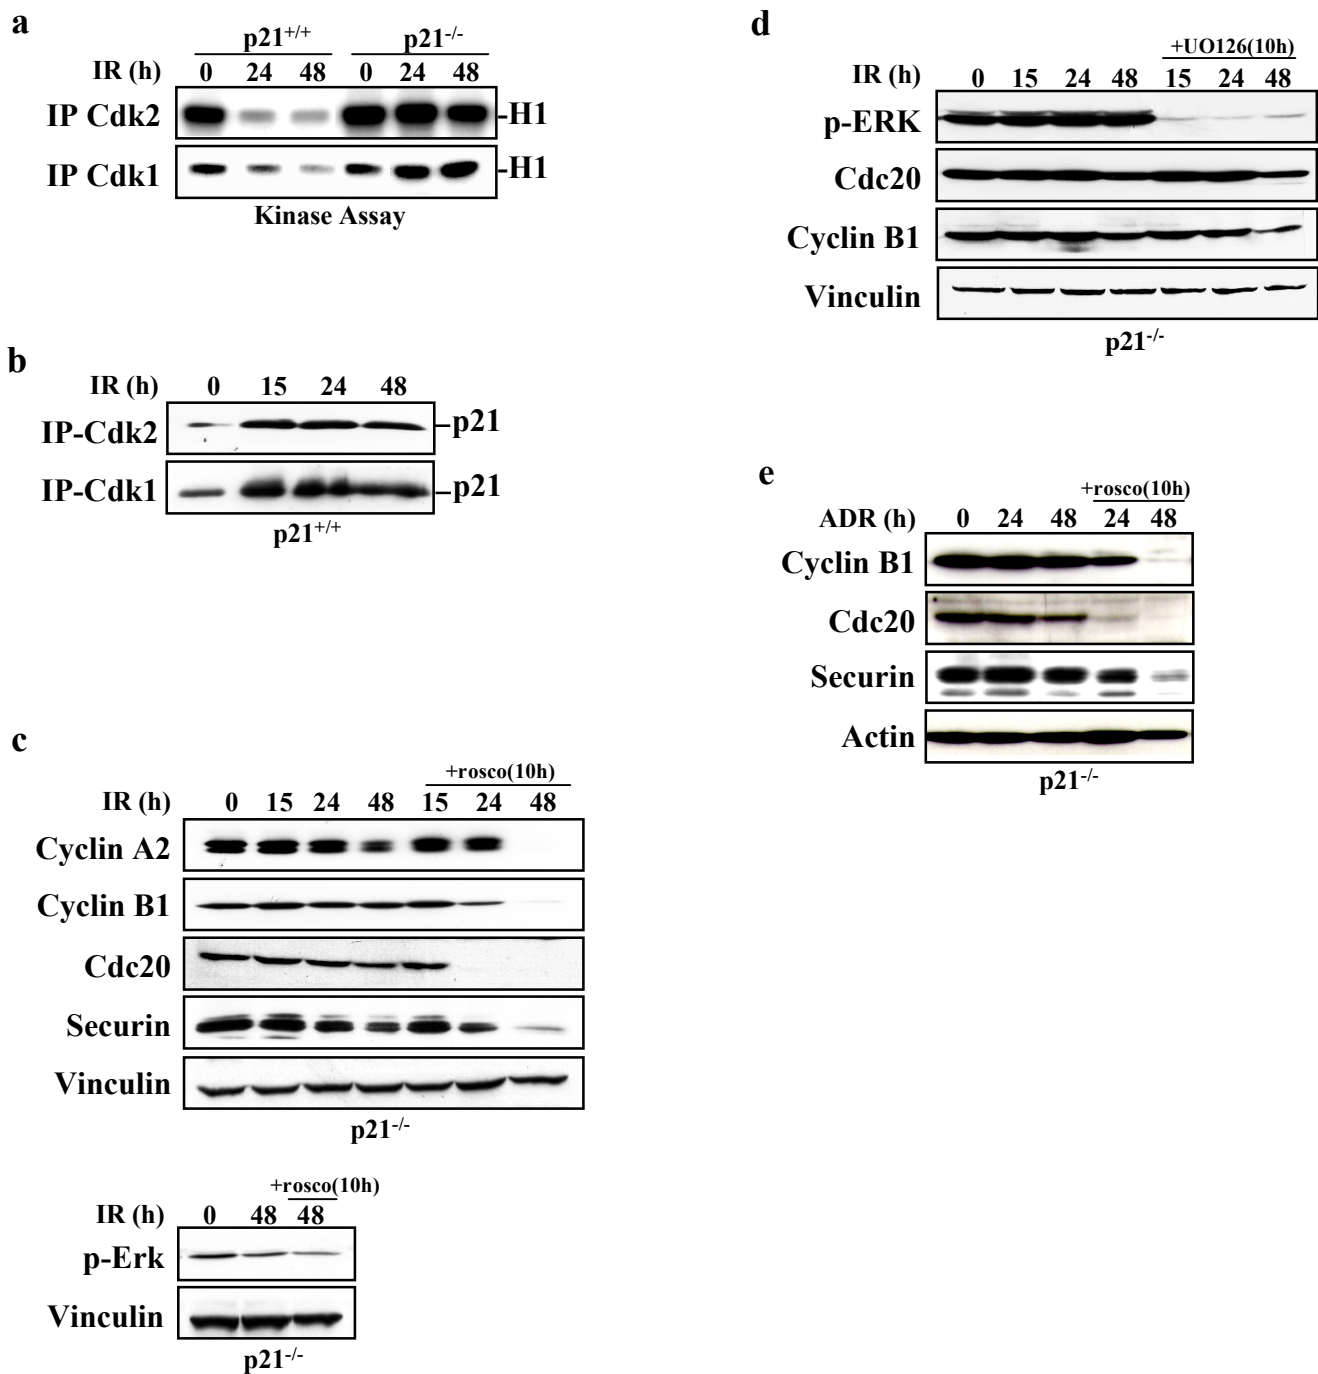 a
p21+/+ p21-/-
IR (h) 0 24 48 0 24 48
IP Cdk2 -H1
IP Cdk1 -H1
Kinase Assay
b
IR (h) 0 15 24 48
IP-Cdk2 –p21
IP-Cdk1 –p21
p21+/+
c
+rosco(10h)
IR (h) 0 15 24 48 15 24 48
Cyclin A2
Cyclin B1
Cdc20
Securin
Vinculin
p21-/-
+rosco(10h)
IR (h) 0 48 48
p-Erk
Vinculin
p21-/-
d
+UO126(10h)
IR (h) 0 15 24 48 15 24 48
p-ERK
Cdc20
Cyclin B1
Vinculin
p21-/-
e
+rosco(10h)
ADR (h) 0 24 48 24 48
Cyclin B1
Cdc20
Securin
Actin
p21-/-